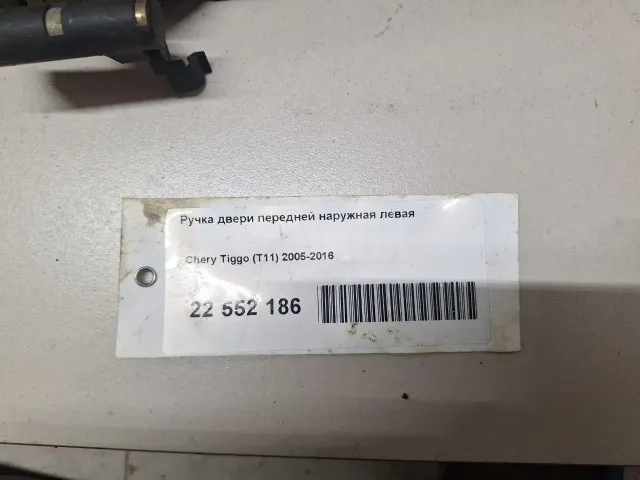 Ручка двери передней наружная левая
Chery Tiggo (T11) 2005-2016
22 552 186